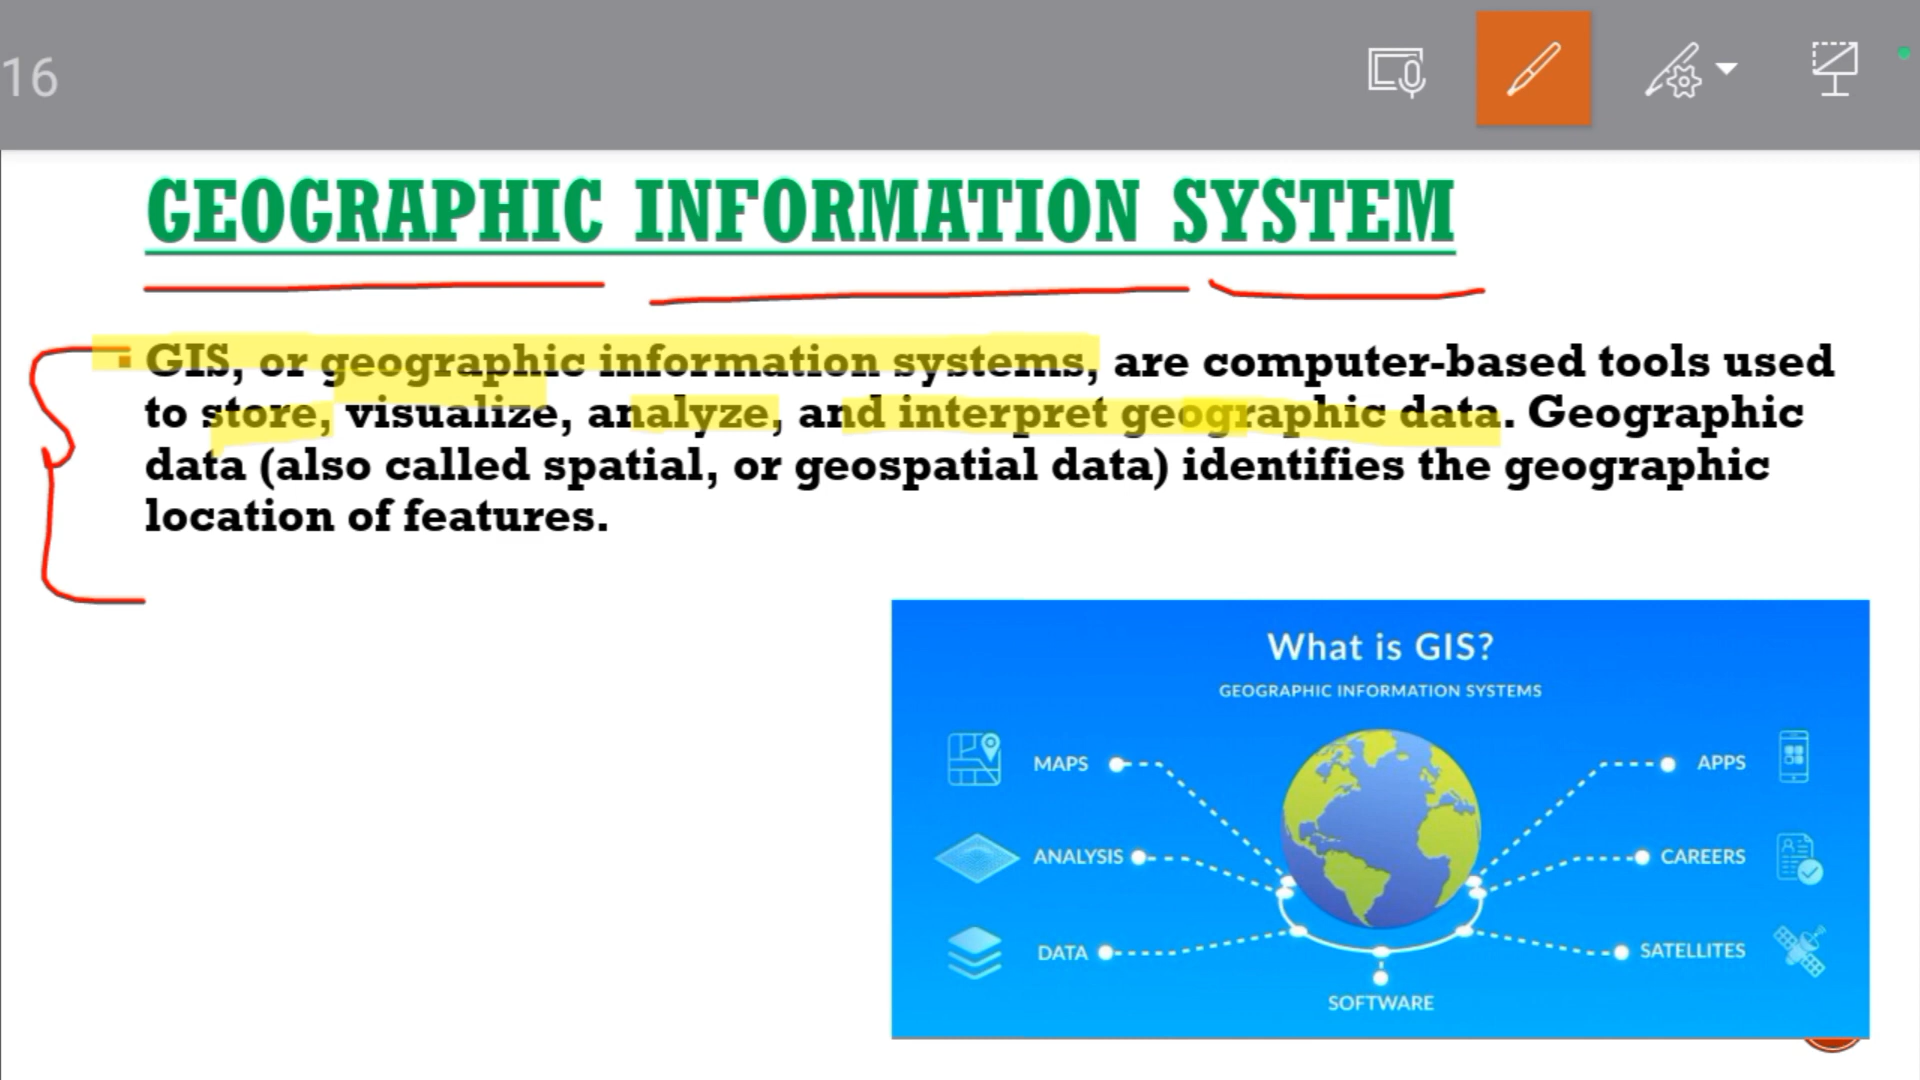 16
GEOGRAPHIC INFORMATION SYSTEM
▪ GIS, or geographic information systems, are computer-based tools used
to store, visualize, analyze, and interpret geographic data. Geographic
data (also called spatial, or geospatial data) identifies the geographic
location of features.
What is GIS?
GEOGRAPHIC INFORMATION SYSTEMS
MAPS
APPS
ANALYSIS
CAREERS
DATA
SATELLITES
SOFTWARE